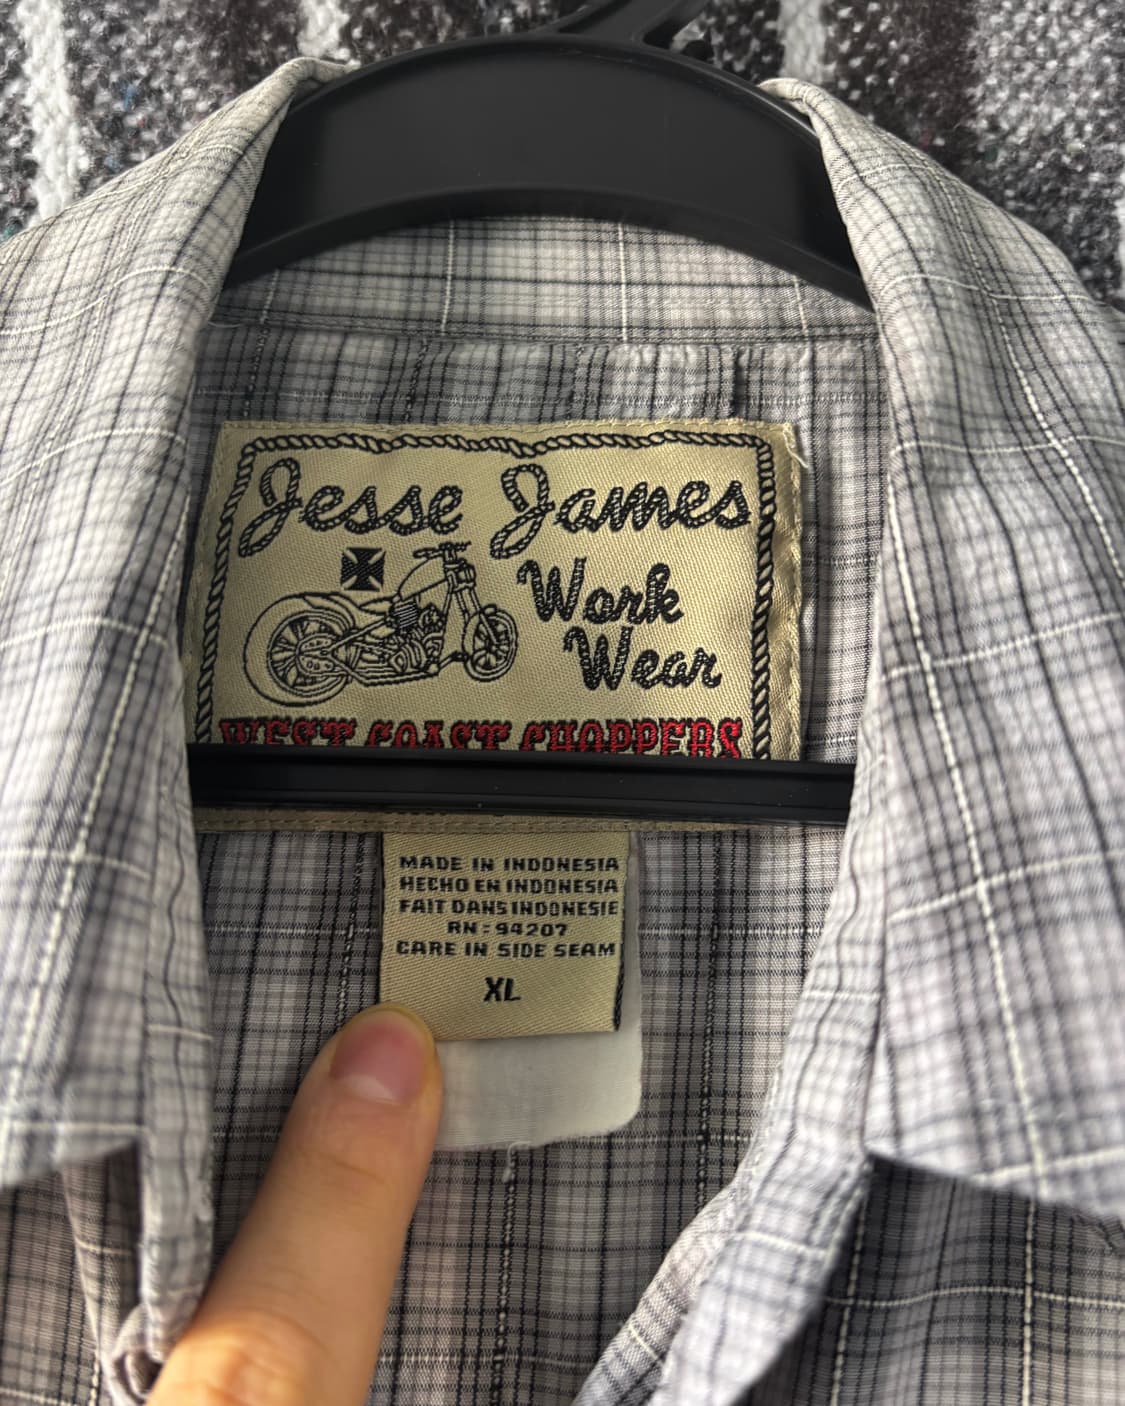 Jesse James
Work
Wear
WEST COAST CHOPPERS
MADE IN INDONESIA
HECHO EN INDONESIA
FAIT DANS INDONESIE
RN:94207
CARE IN SIDE SEAM
XL